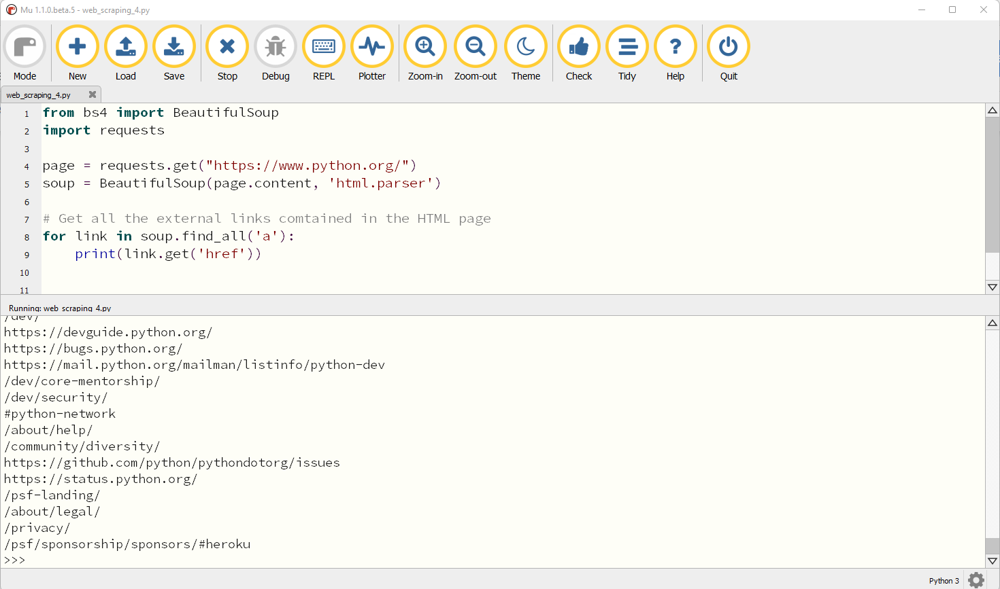 Mu 1.1.0.beta.5 - web_scraping_4.py
Mode New Load Save Stop Debug REPL Plotter Zoom-in Zoom-out Theme Check Tidy Help Quit
web_scraping_4.py
1 from bs4 import BeautifulSoup
2 import requests
3
4 page = requests.get("https://www.python.org/")
5 soup = BeautifulSoup(page.content, 'html.parser')
6
7 # Get all the external links comtained in the HTML page
8 for link in soup.find_all('a'):
9     print(link.get('href'))
10
11
Running: web_scraping_4.py
/dev/
https://devguide.python.org/
https://bugs.python.org/
https://mail.python.org/mailman/listinfo/python-dev
/dev/core-mentorship/
/dev/security/
#python-network
/about/help/
/community/diversity/
https://github.com/python/pythondotorg/issues
https://status.python.org/
/psf-landing/
/about/legal/
/privacy/
/psf/sponsorship/sponsors/#heroku
>>>
Python 3